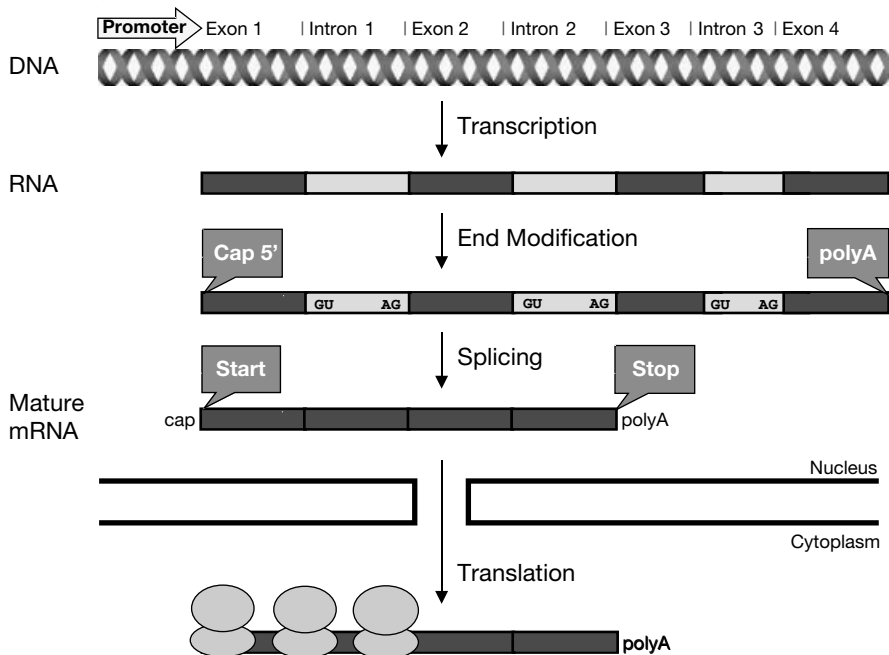 Promoter Exon 1 | Intron 1 | Exon 2 | Intron 2 | Exon 3 | Intron 3 | Exon 4
DNA
Transcription
RNA
End Modification
Cap 5’ polyA
GU AG GU AG GU AG
Splicing
Start Stop
Mature
mRNA
cap polyA
Nucleus
Cytoplasm
Translation
polyA